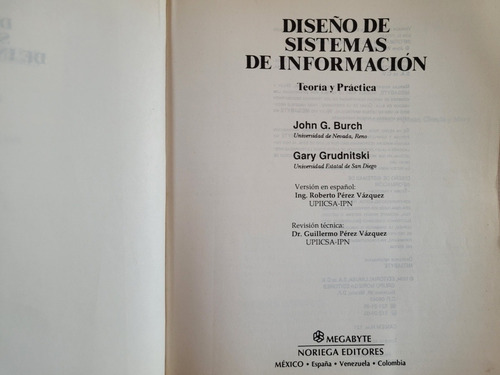 DISEÑO DE
SISTEMAS
DE INFORMACIÓN
Teoría y Práctica
John G. Burch
Universidad de Nevada, Reno
Gary Grudnitski
Universidad Estatal de San Diego
Versión en español:
Ing. Roberto Pérez Vázquez
UPIICSA-IPN
Revisión técnica:
Dr. Guillermo Pérez Vázquez
UPIICSA-IPN
MEGABYTE
NORIEGA EDITORES
MÉXICO • España • Venezuela • Colombia